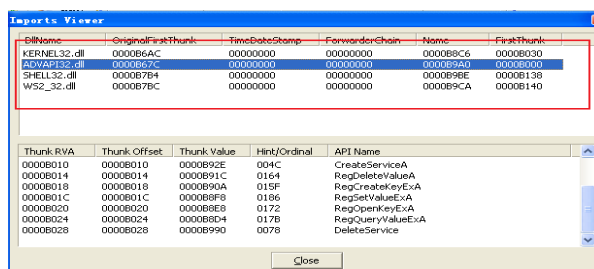 Imports Viewer
DllName OriginalFirstThunk TimeDateStamp ForwarderChain Name FirstThunk
KERNEL32.dll 0000B6AC 00000000 00000000 0000B8C6 0000B030
ADVAPI32.dll 0000B67C 00000000 00000000 0000B9A0 0000B000
SHELL32.dll 0000B7B4 00000000 00000000 0000B9BE 0000B138
WS2_32.dll 0000B7BC 00000000 00000000 0000B9CA 0000B140
Thunk RVA Thunk Offset Thunk Value Hint/Ordinal API Name
0000B010 0000B010 0000B92E 004C CreateServiceA
0000B014 0000B014 0000B91C 0164 RegDeleteValueA
0000B018 0000B018 0000B90A 015F RegCreateKeyExA
0000B01C 0000B01C 0000B8F8 0186 RegSetValueExA
0000B020 0000B020 0000B8E8 0172 RegOpenKeyExA
0000B024 0000B024 0000B8D4 017B RegQueryValueExA
0000B028 0000B028 0000B990 0078 DeleteService
Close